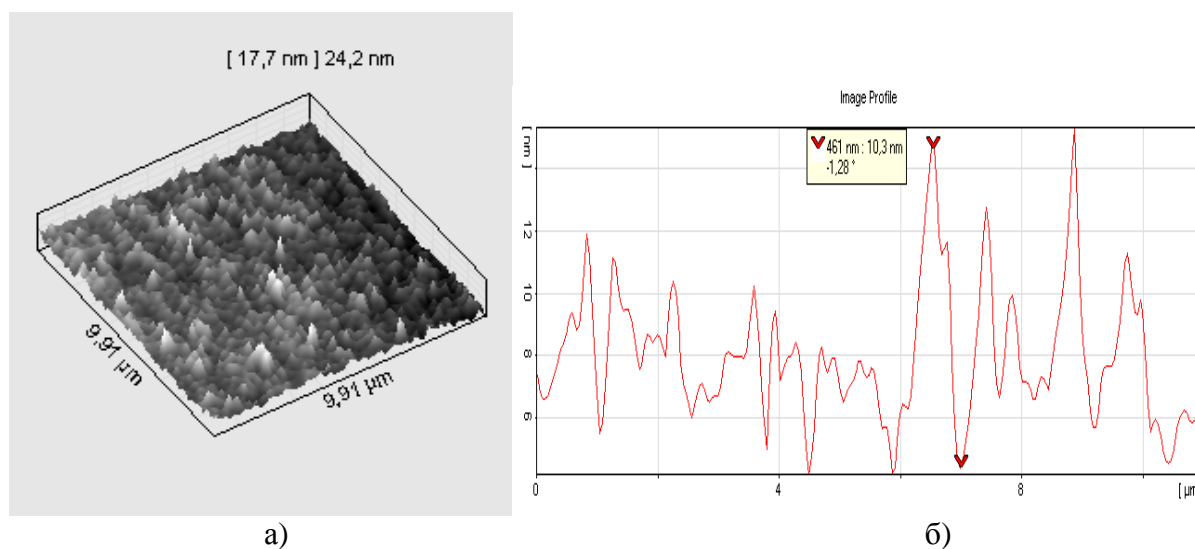 [ 17,7 nm ] 24,2 nm
9,91 µm
9,91 µm
а)
Image Profile
[ nm ]
461 nm : 10,3 nm
-1,28 °
12
10
8
6
0
4
8
[ µm
б)